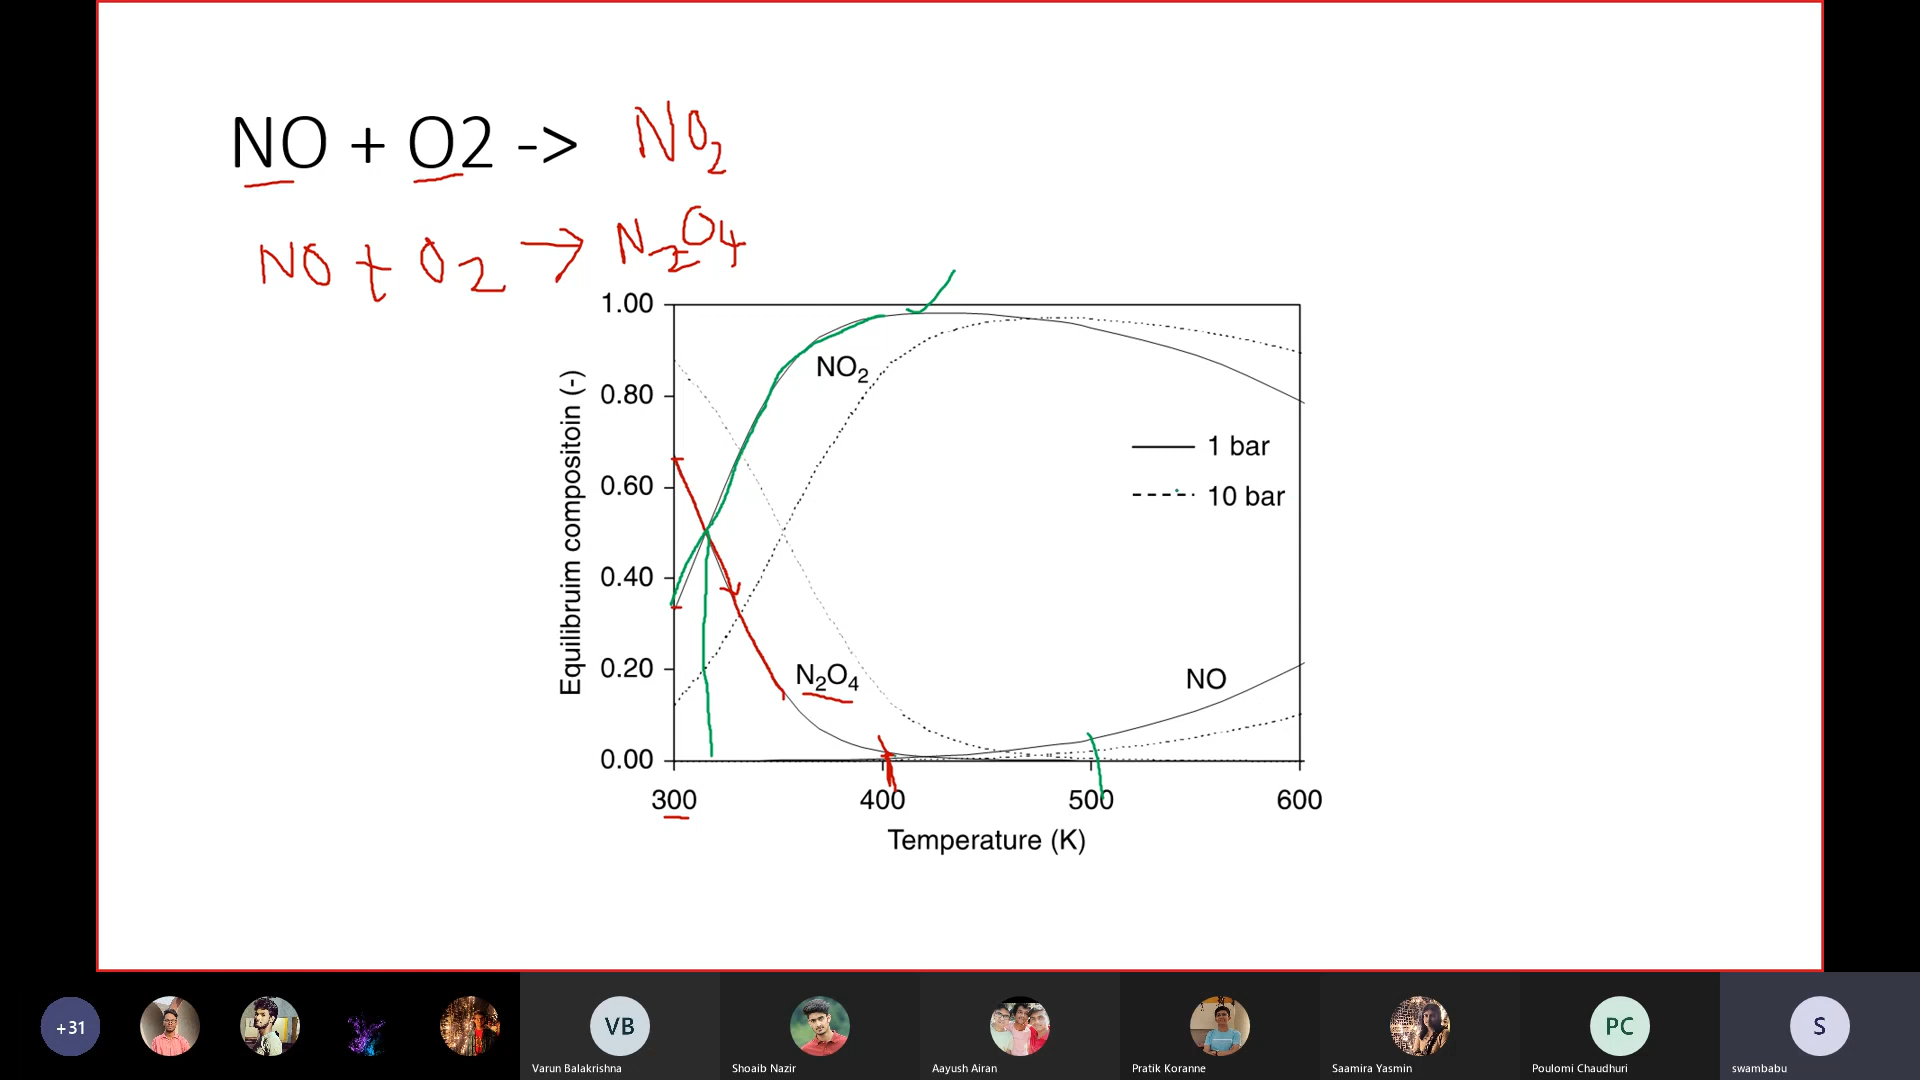 NO + O2 -> NO2
NO + O2 → N2O4
1.00
NO₂
0.80
1 bar
0.60
10 bar
0.40
Equilibruim compositoin (-)
0.20
N₂O₄
NO
0.00
300 400 500 600
Temperature (K)
+31
VB
PC
S
Varun Balakrishna
Shoaib Nazir
Aayush Airan
Pratik Koranne
Saamira Yasmin
Poulomi Chaudhuri
swambabu